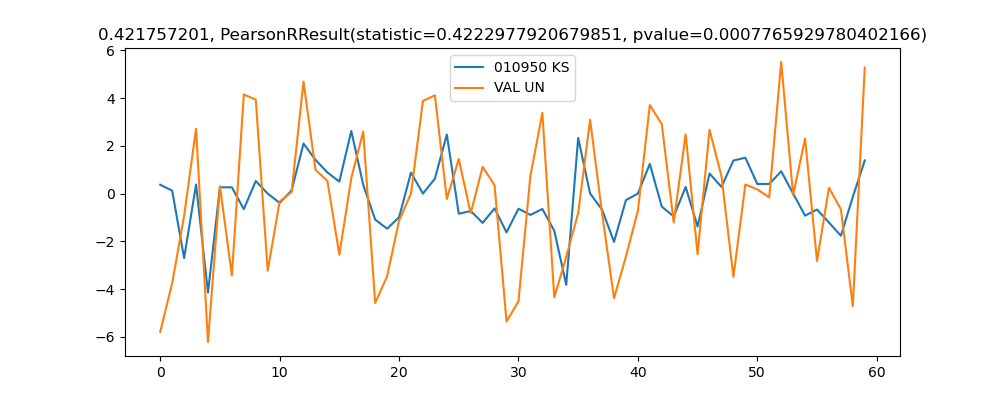 0.421757201, PearsonRResult(statistic=0.4222977920679851, pvalue=0.0007765929780402166)
010950 KS
VAL UN
6
4
2
0
−2
−4
−6
0 10 20 30 40 50 60